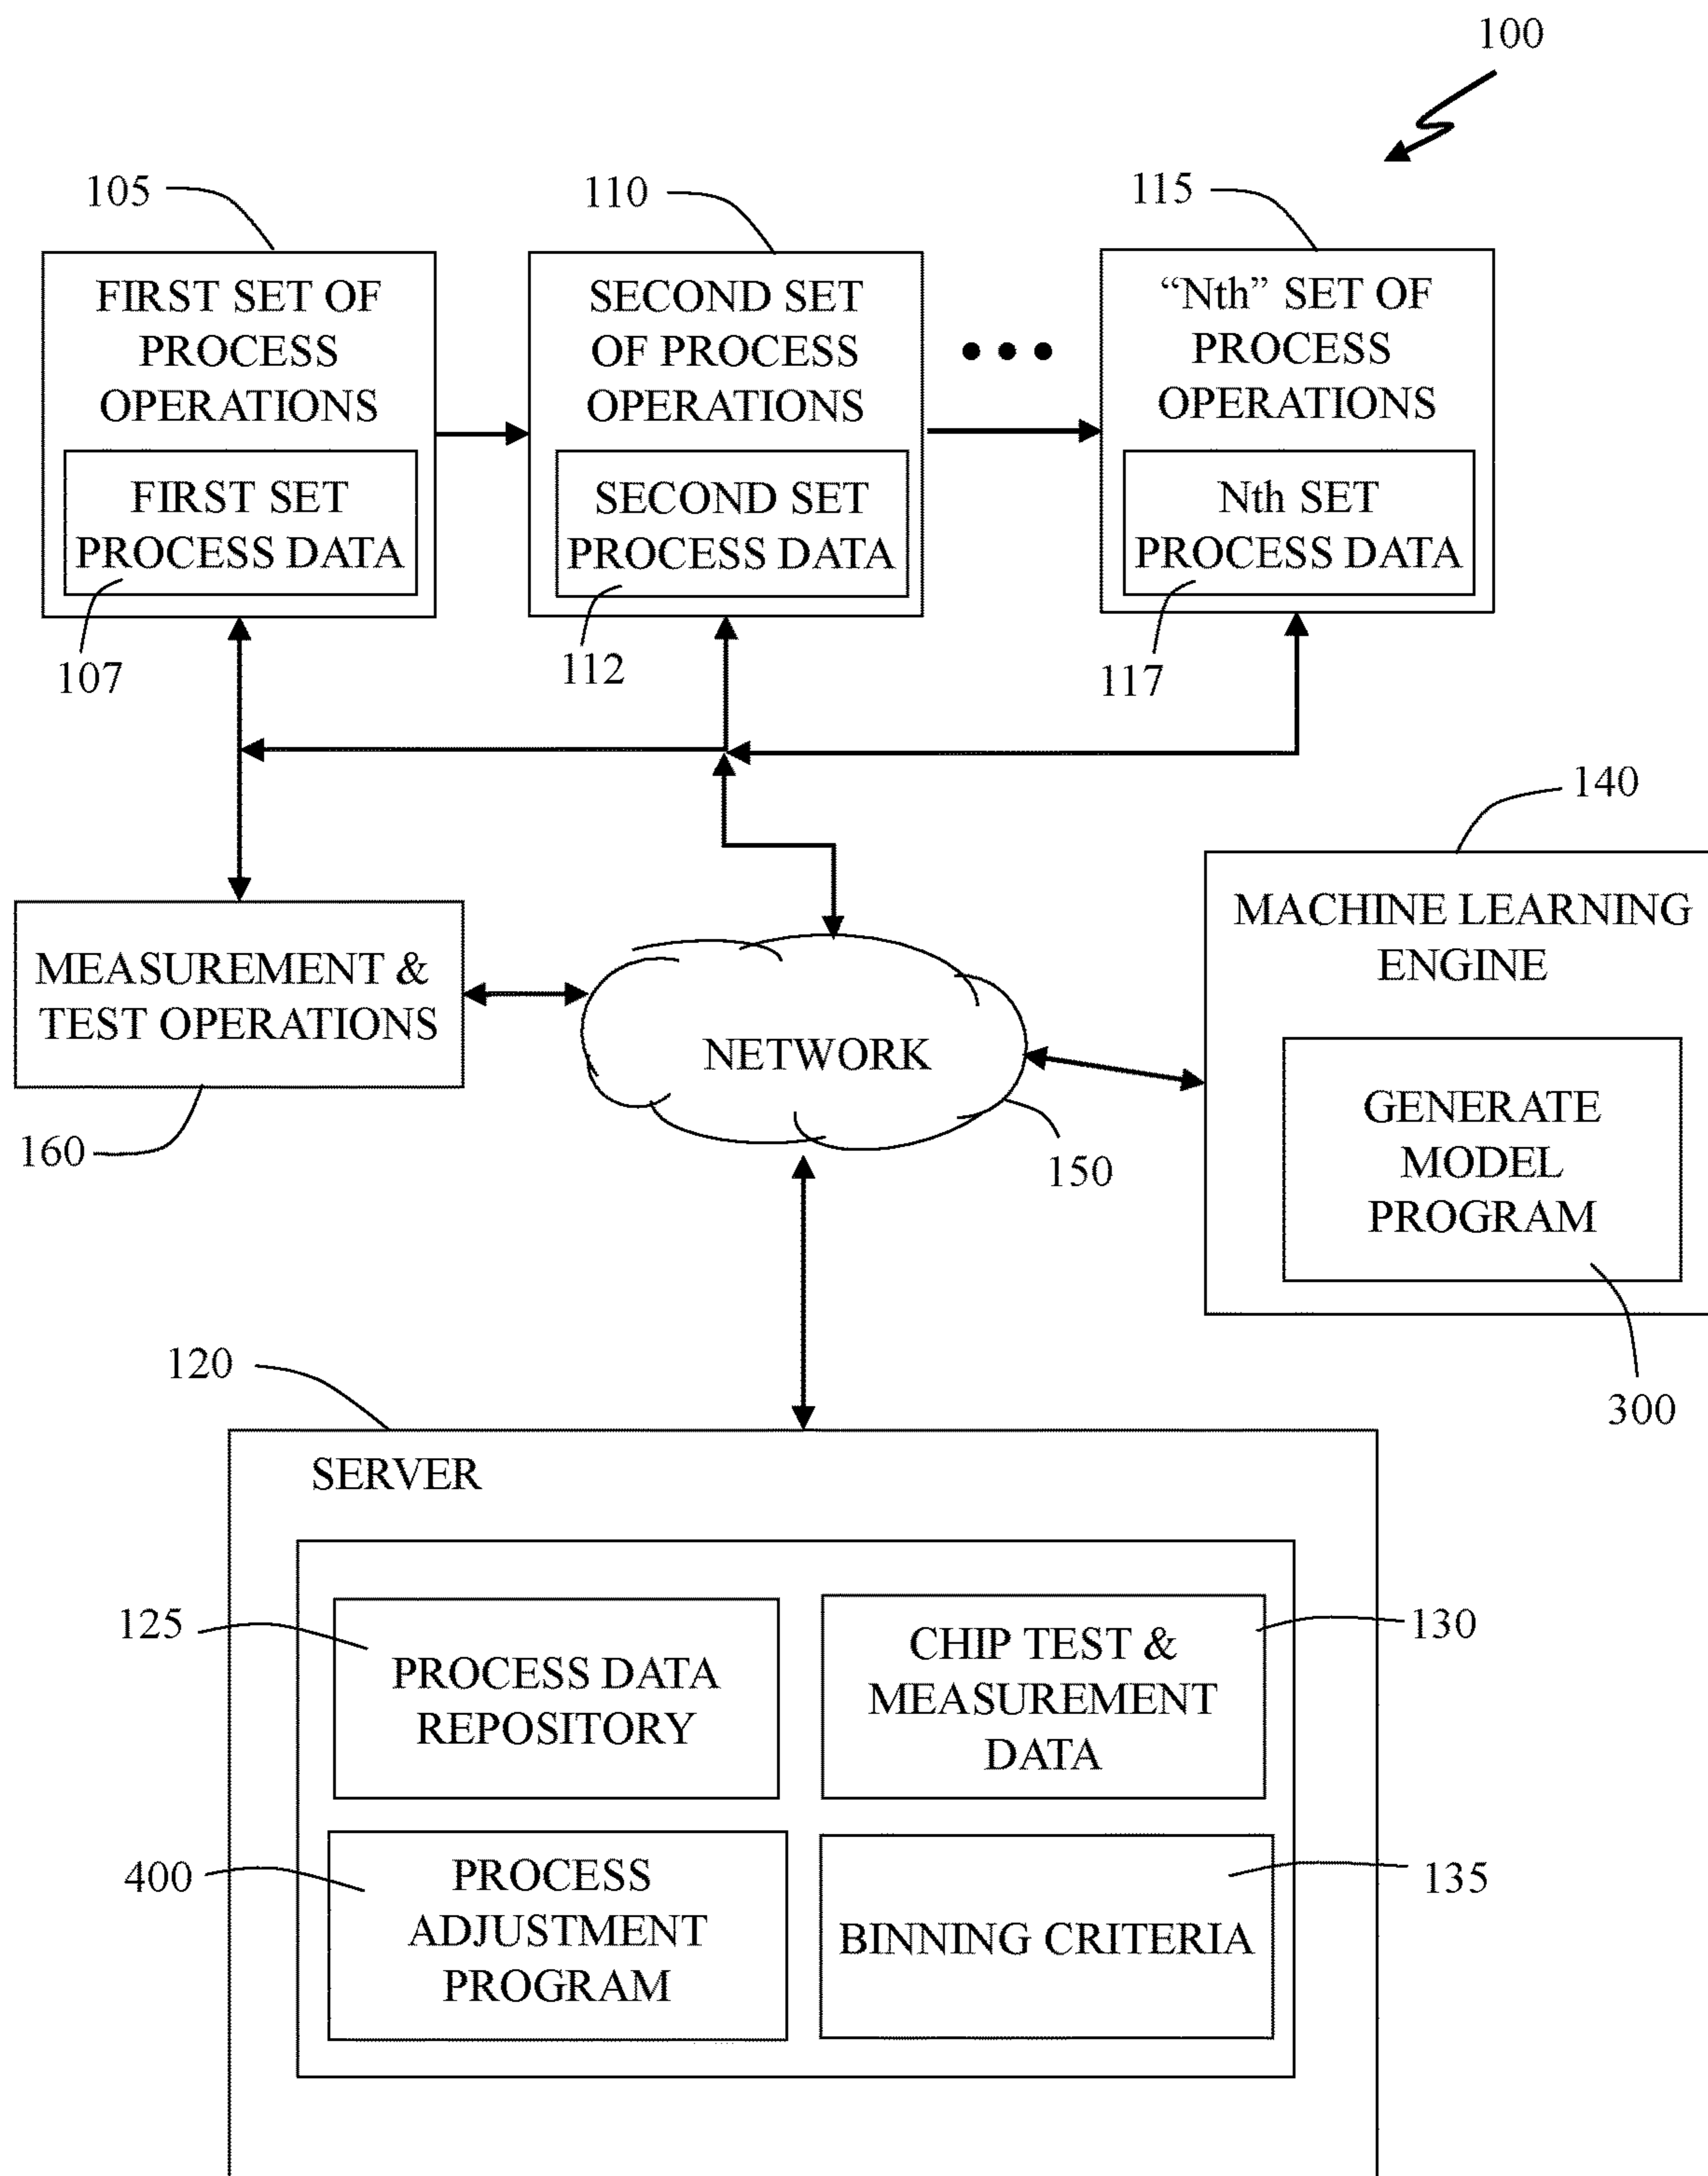 100
105
110
115
FIRST SET OF
PROCESS
OPERATIONS
FIRST SET
PROCESS DATA
107
SECOND SET
OF PROCESS
OPERATIONS
SECOND SET
PROCESS DATA
112
“Nth” SET OF
PROCESS
OPERATIONS
Nth SET
PROCESS DATA
117
140
MACHINE LEARNING
ENGINE
GENERATE
MODEL
PROGRAM
300
MEASUREMENT &
TEST OPERATIONS
160
NETWORK
150
120
SERVER
125
PROCESS DATA
REPOSITORY
CHIP TEST &
MEASUREMENT
DATA
130
400
PROCESS
ADJUSTMENT
PROGRAM
BINNING CRITERIA
135